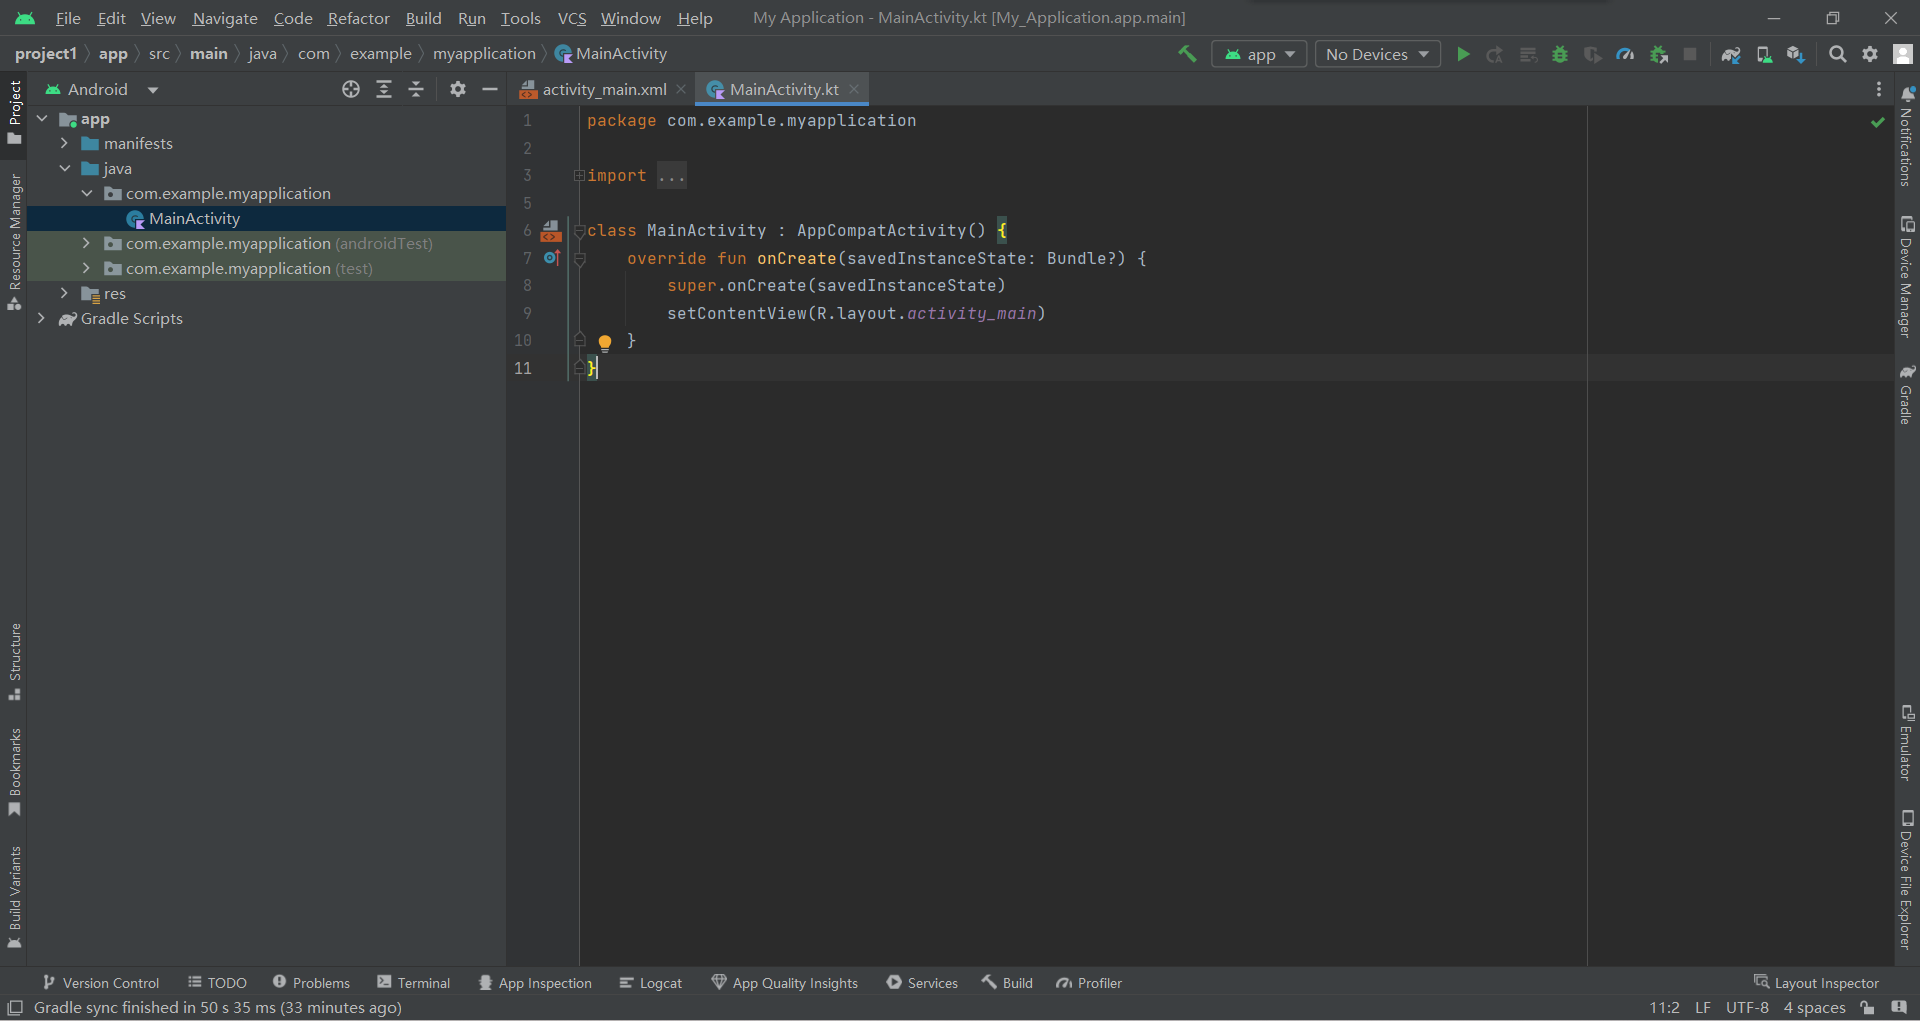 File Edit View Navigate Code Refactor Build Run Tools VCS Window Help My Application - MainActivity.kt [My_Application.app.main]
project1 app src main java com example myapplication MainActivity app No Devices
Project
Resource Manager
Structure
Bookmarks
Build Variants
Android
app
manifests
java
com.example.myapplication
MainActivity
com.example.myapplication (androidTest)
com.example.myapplication (test)
res
Gradle Scripts
activity_main.xml MainActivity.kt
1 package com.example.myapplication
2
3 import ...
5
6 class MainActivity : AppCompatActivity() {
7 override fun onCreate(savedInstanceState: Bundle?) {
8 super.onCreate(savedInstanceState)
9 setContentView(R.layout.activity_main)
10 }
11 }
Notifications
Device Manager
Gradle
Emulator
Device File Explorer
Version Control TODO Problems Terminal App Inspection Logcat App Quality Insights Services Build Profiler Layout Inspector
Gradle sync finished in 50 s 35 ms (33 minutes ago) 11:2 LF UTF-8 4 spaces